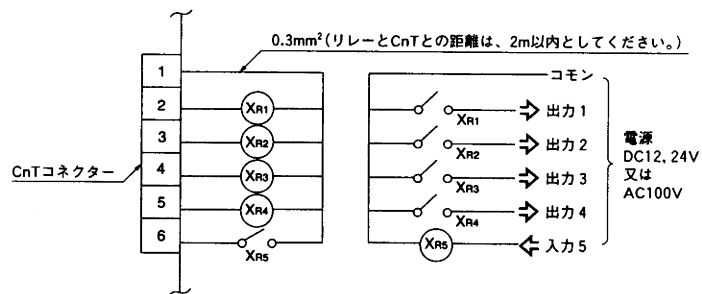 0.3mm²(リレーとCnTとの距離は、2m以内としてください。)
1
2
3
4
5
6
CnTコネクター
XR1
XR2
XR3
XR4
XR5
コモン
XR1
出力1
XR2
出力2
XR3
出力3
XR4
出力4
XR5
入力5
電源
DC12, 24V
又は
AC100V